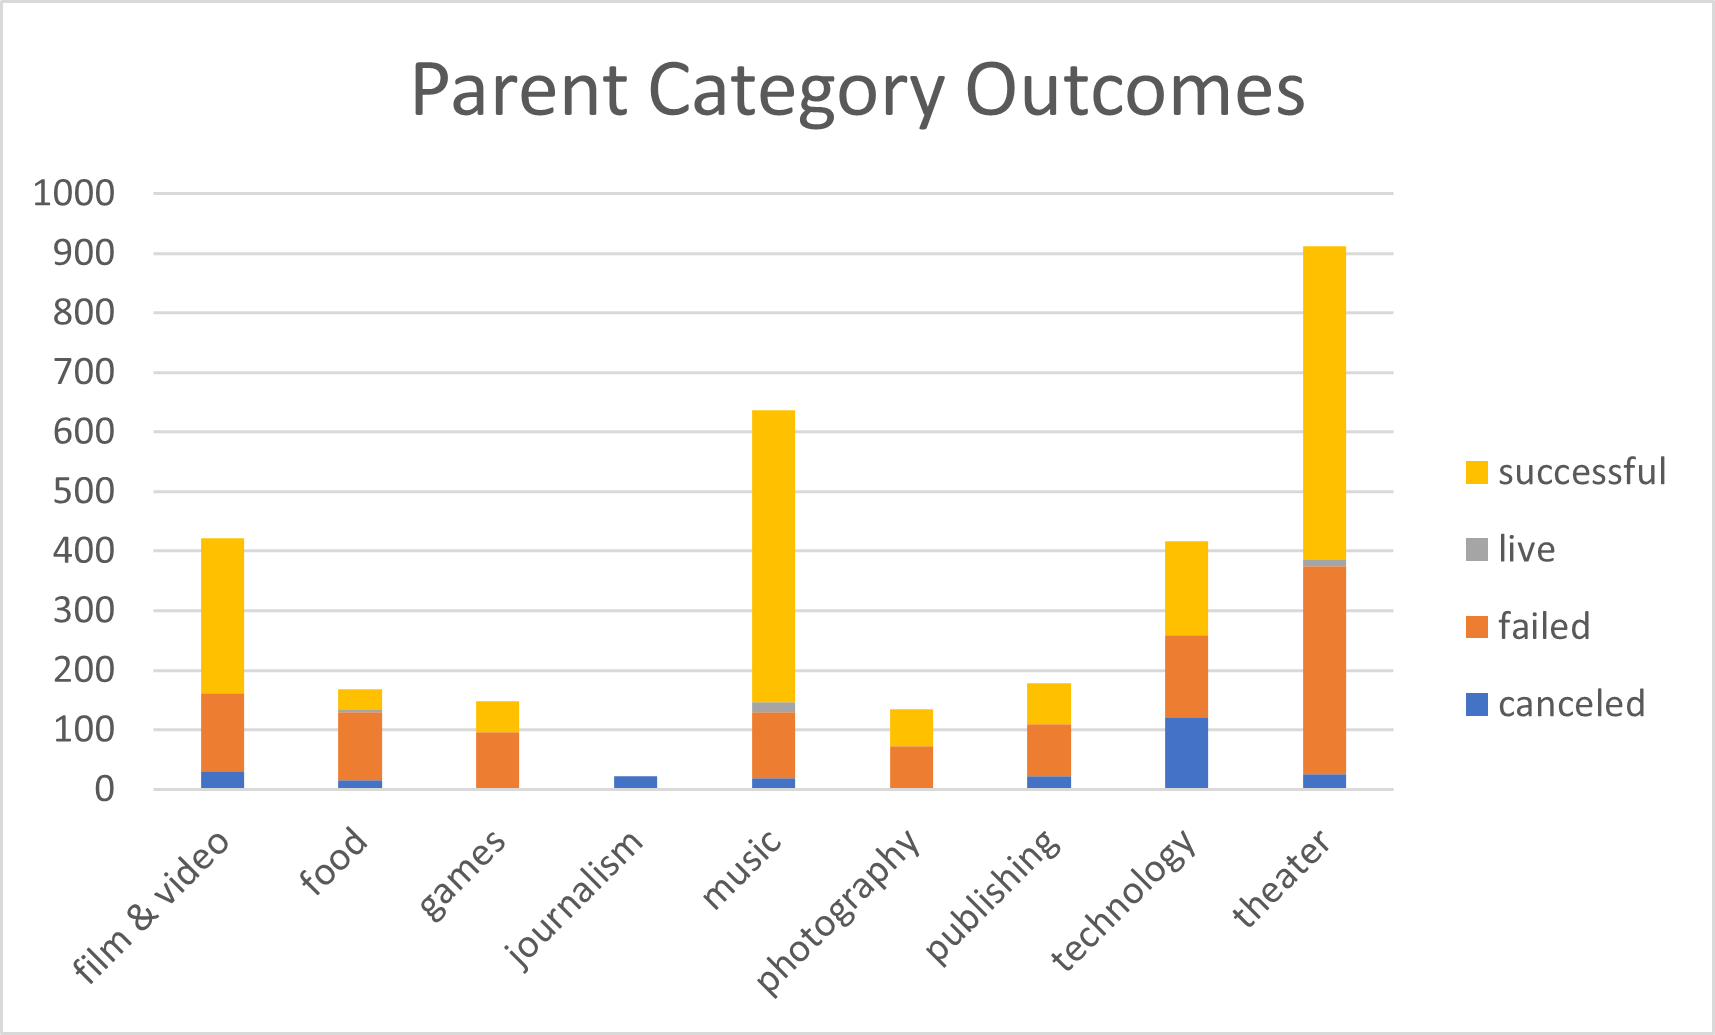 Parent Category Outcomes
1000
900
800
700
600
500
400
300
200
100
0
film & video
food
games
journalism
music
photography
publishing
technology
theater
successful
live
failed
canceled